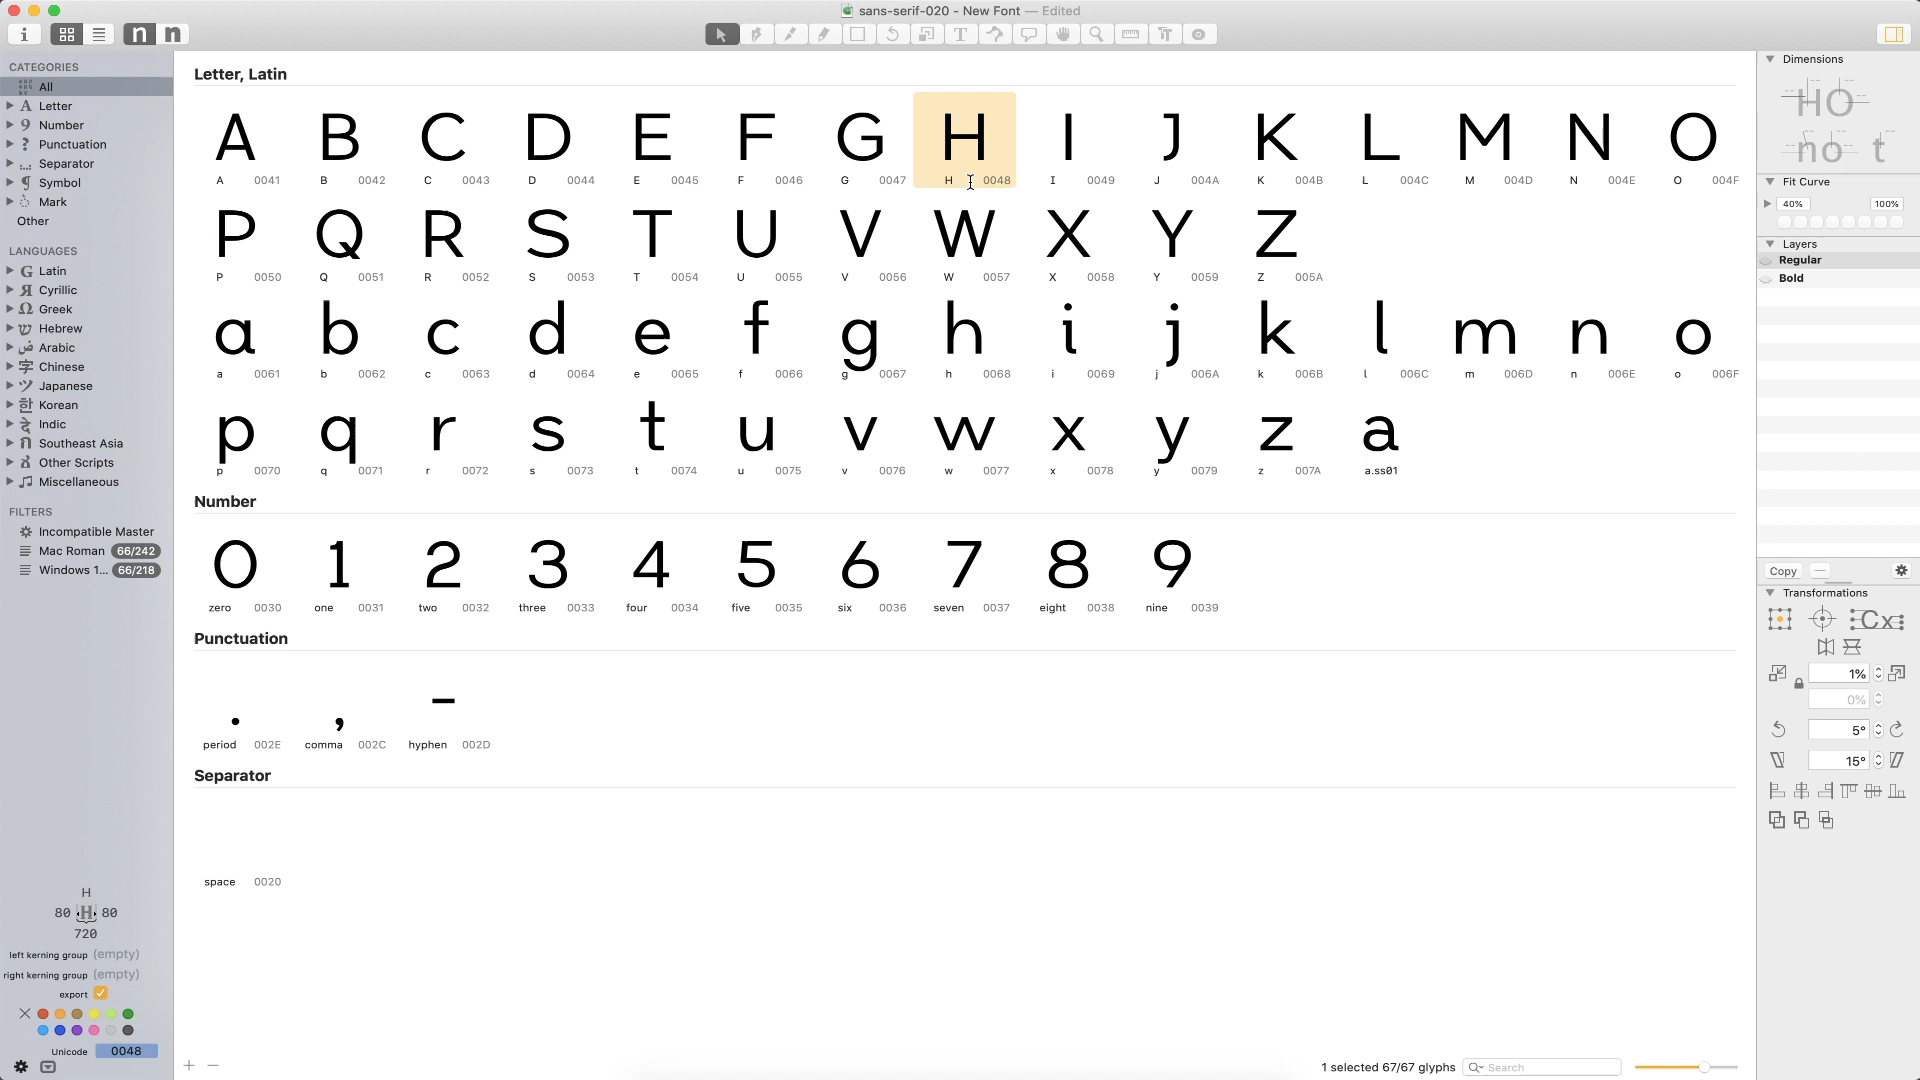 sans-serif-020 - New Font — Edited
i
n n
T
CATEGORIES
All
A Letter
9 Number
? Punctuation
Separator
¶ Symbol
Mark
Other
LANGUAGES
G Latin
Я Cyrillic
Ω Greek
Hebrew
ض Arabic
字 Chinese
Japanese
한 Korean
Indic
Southeast Asia
Other Scripts
Miscellaneous
FILTERS
Incompatible Master
Mac Roman 66/242
Windows 1... 66/218
H
80 H 80
720
left kerning group (empty)
right kerning group (empty)
export
Unicode 0048
Letter, Latin
A B C D E F G H I J K L M N O
A 0041 B 0042 C 0043 D 0044 E 0045 F 0046 G 0047 H 0048 I 0049 J 004A K 004B L 004C M 004D N 004E O 004F
P Q R S T U V W X Y Z
P 0050 Q 0051 R 0052 S 0053 T 0054 U 0055 V 0056 W 0057 X 0058 Y 0059 Z 005A
a b c d e f g h i j k l m n o
a 0061 b 0062 c 0063 d 0064 e 0065 f 0066 g 0067 h 0068 i 0069 j 006A k 006B l 006C m 006D n 006E o 006F
p q r s t u v w x y z a
p 0070 q 0071 r 0072 s 0073 t 0074 u 0075 v 0076 w 0077 x 0078 y 0079 z 007A a.ss01
Number
0 1 2 3 4 5 6 7 8 9
zero 0030 one 0031 two 0032 three 0033 four 0034 five 0035 six 0036 seven 0037 eight 0038 nine 0039
Punctuation
. , -
period 002E comma 002C hyphen 002D
Separator
space 0020
1 selected 67/67 glyphs
Search
Dimensions
HO
no t
Fit Curve
40% 100%
Layers
Regular
Bold
Copy
Transformations
Cx
1%
0%
5°
15°